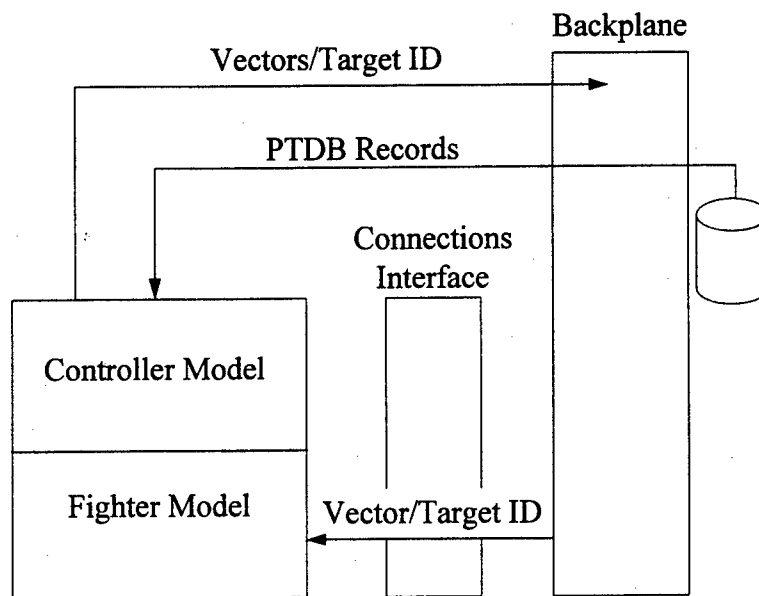 Backplane
Vectors/Target ID
PTDB Records
Connections
Interface
Controller Model
Fighter Model
Vector/Target ID